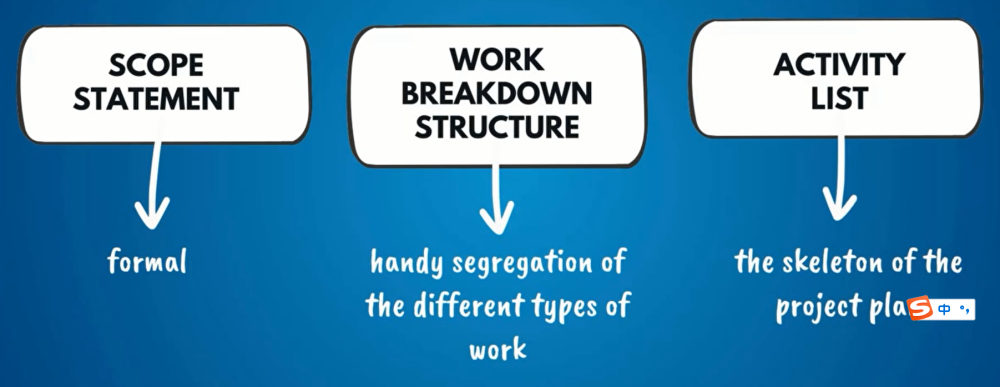 SCOPE
STATEMENT
WORK
BREAKDOWN
STRUCTURE
ACTIVITY
LIST
formal
handy segregation of
the different types of
work
the skeleton of the
project
S中 °,